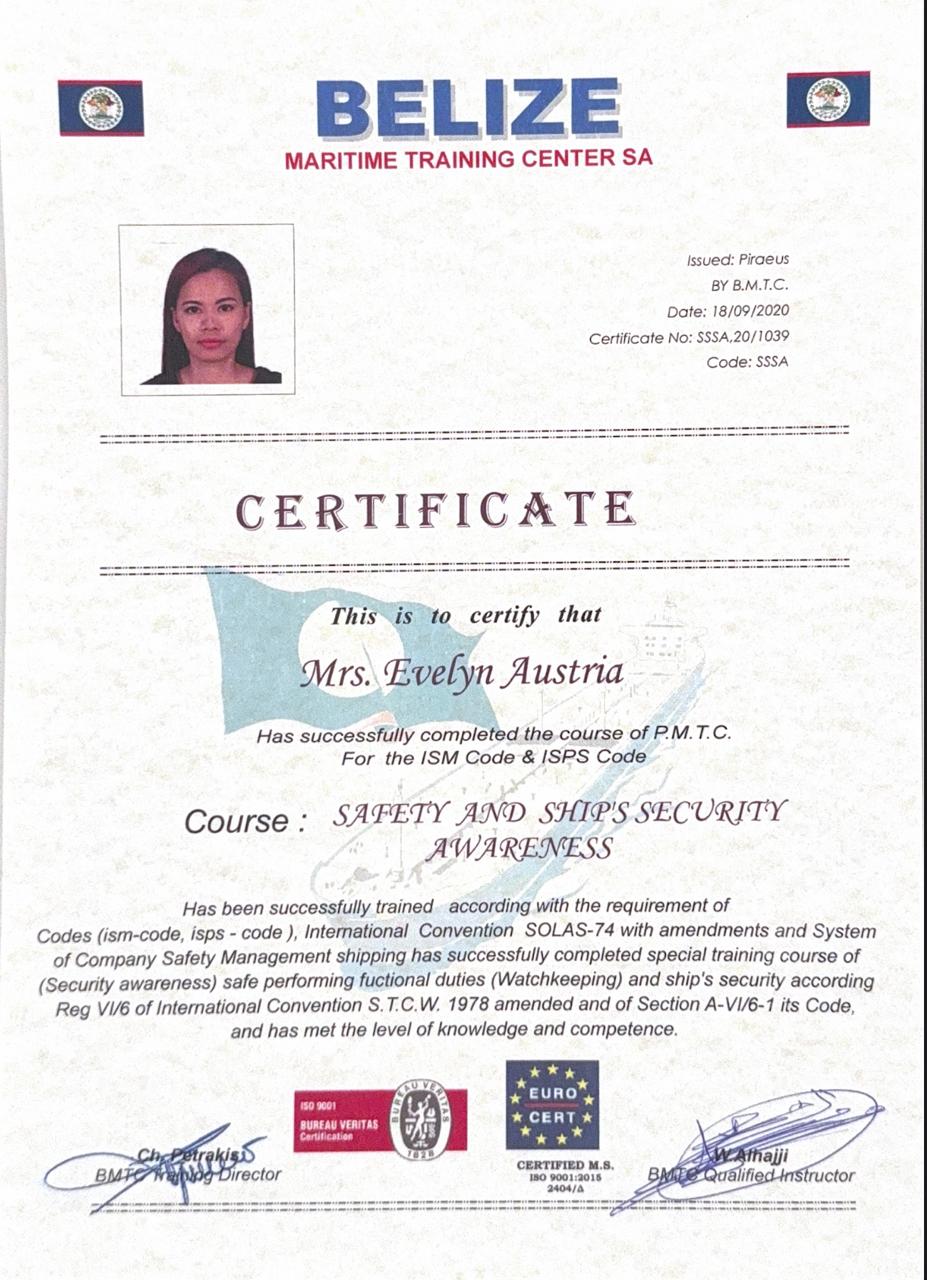 BELIZE
MARITIME TRAINING CENTER SA
Issued: Piraeus
BY B.M.T.C.
Date: 18/09/2020
Certificate No: SSSA,20/1039
Code: SSSA
CERTIFICATE
This is to certify that
Mrs. Evelyn Austria
Has successfully completed the course of P.M.T.C.
For the ISM Code & ISPS Code
Course : SAFETY AND SHIP'S SECURITY
AWARENESS
Has been successfully trained according with the requirement of
Codes (ism-code, isps - code ), International Convention SOLAS-74 with amendments and System
of Company Safety Management shipping has successfully completed special training course of
(Security awareness) safe performing fuctional duties (Watchkeeping) and ship's security according
Reg VI/6 of International Convention S.T.C.W. 1978 amended and of Section A-VI/6-1 its Code,
and has met the level of knowledge and competence.
ISO 9001
BUREAU VERITAS
Certification
BUREAU VERITAS
1828
EURO
CERT
CERTIFIED M.S.
ISO 9001:2015
2404/Δ
Ch. Petrakis
BMTC Training Director
W.Alhajji
BMTC Qualified Instructor